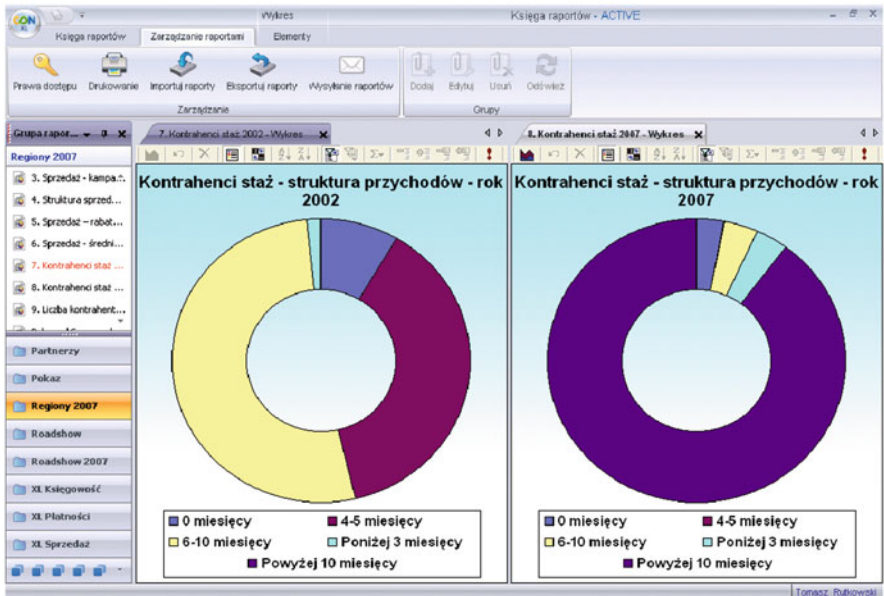 CON
XL
Wykres
Księga raportów - ACTIVE
Księga raportów
Zarządzanie raportami
Elementy
Prawa dostępu
Drukowanie
Importuj raporty
Eksportuj raporty
Wysyłanie raportów
Dodaj
Edytuj
Usuń
Odśwież
Zarządzanie
Grupy
Grupa rapor...
7. Kontrahenci staż 2002 - Wykres
8. Kontrahenci staż 2007 - Wykres
Regiony 2007
3. Sprzedaż - kampa...
4. Struktura sprzed...
5. Sprzedaż – rabat...
6. Sprzedaż - średni...
7. Kontrahenci staż ...
8. Kontrahenci staż ...
9. Liczba kontrahent...
Partnerzy
Pokaz
Regiony 2007
Roadshow
Roadshow 2007
XL Księgowość
XL Płatności
XL Sprzedaż
Kontrahenci staż - struktura przychodów - rok
2002
0 miesięcy
4-5 miesięcy
6-10 miesięcy
Poniżej 3 miesięcy
Powyżej 10 miesięcy
Kontrahenci staż - struktura przychodów - rok
2007
0 miesięcy
4-5 miesięcy
6-10 miesięcy
Poniżej 3 miesięcy
Powyżej 10 miesięcy
Tomasz Rutkowski